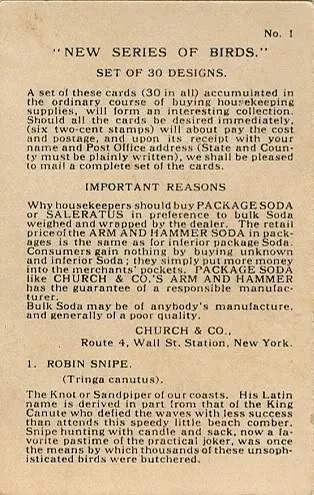 No. 1
"NEW SERIES OF BIRDS."
SET OF 30 DESIGNS.
A set of these cards (30 in all) accumulated in
the ordinary course of buying housekeeping
supplies, will form an interesting collection.
Should all the cards be desired immediately,
(six two-cent stamps) will about pay the cost
and postage, and upon its receipt with your
name and Post Office address (State and Coun-
ty must be plainly written), we shall be pleased
to mail a complete set of the cards.
IMPORTANT REASONS
Why housekeepers should buy PACKAGE SODA
or SALERATUS in preference to bulk Soda
weighed and wrapped by the dealer. The retail
price of the ARM AND HAMMER SODA in pack-
ages is the same as for inferior package Soda.
Consumers gain nothing by buying unknown
and inferior Soda; they simply put more money
into the merchants' pockets. PACKAGE SODA
like CHURCH & CO.'S ARM AND HAMMER
has the guarantee of a responsible manufac-
turer.
Bulk Soda may be of anybody's manufacture,
and generally of a poor quality.
CHURCH & CO.,
Route 4, Wall St. Station, New York.
1. ROBIN SNIPE.
(Tringa canutus).
The Knot or Sandpiper of our coasts. His Latin
name is derived in part from that of the King
Canute who defied the waves with less success
than attends this speedy little beach comber.
Snipe hunting with candle and sack, now a fa-
vorite pastime of the practical joker, was once
the means by which thousands of these unsoph-
isticated birds were butchered.